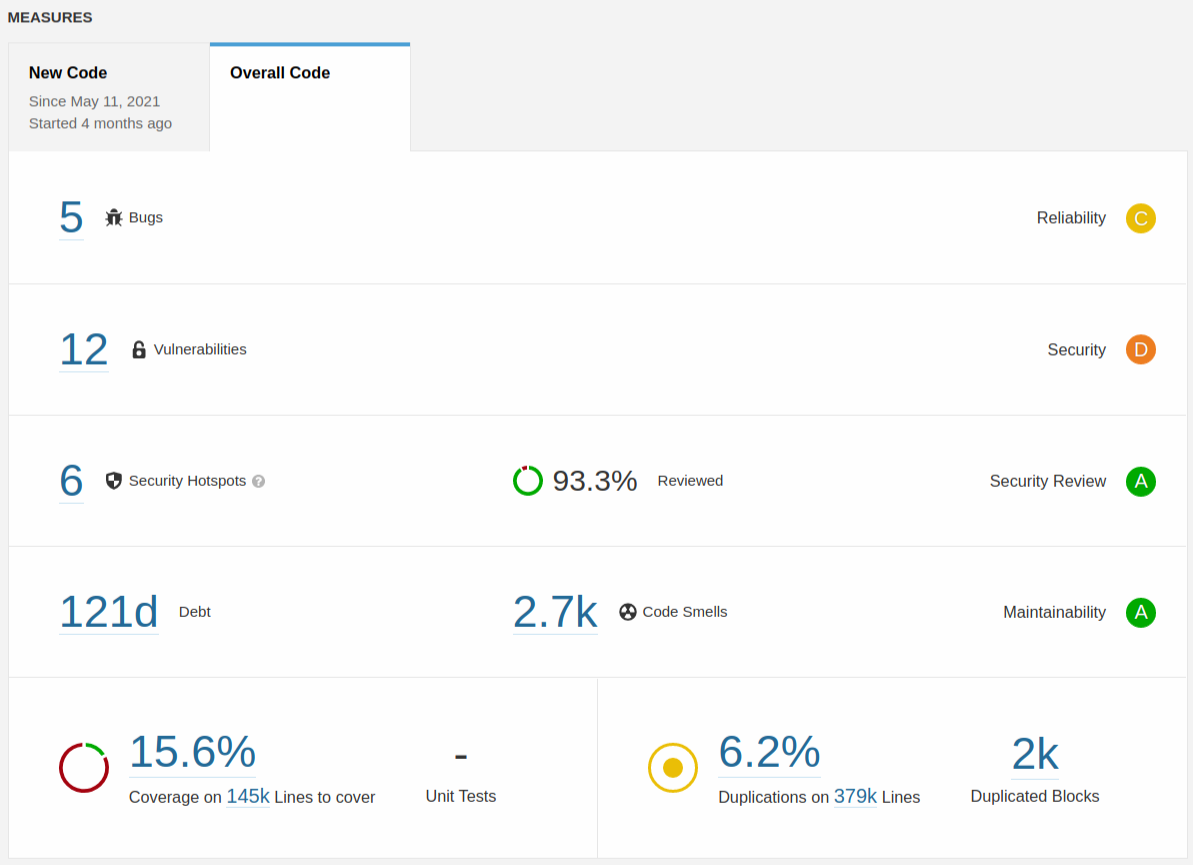 MEASURES
New Code
Since May 11, 2021
Started 4 months ago
Overall Code
5 Bugs
Reliability C
12 Vulnerabilities
Security D
6 Security Hotspots ?
93.3% Reviewed
Security Review A
121d Debt
2.7k Code Smells
Maintainability A
15.6%
Coverage on 145k Lines to cover
-
Unit Tests
6.2%
Duplications on 379k Lines
2k
Duplicated Blocks